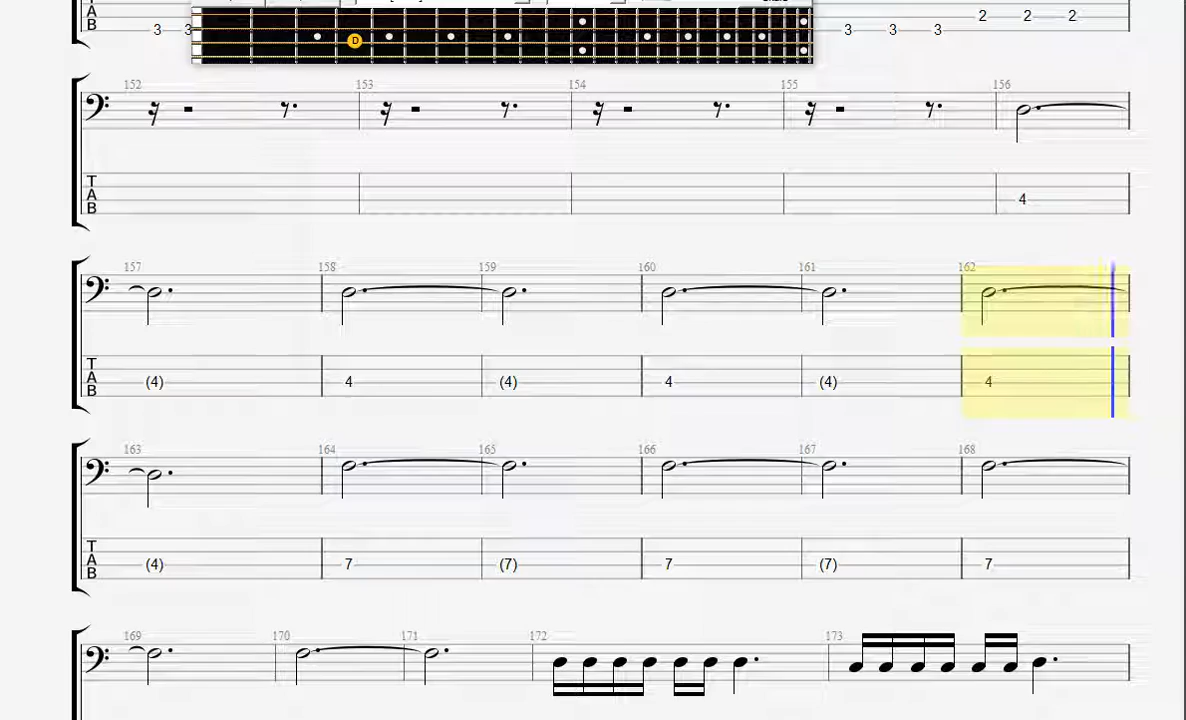 3 3 3 3 3 2 2 2
B
D
152 153 154 155 156
T
A 4
B
157 158 159 160 161 162
T
A (4) 4 (4) 4 (4) 4
B
163 164 165 166 167 168
T
A (4) 7 (7) 7 (7) 7
B
169 170 171 172 173